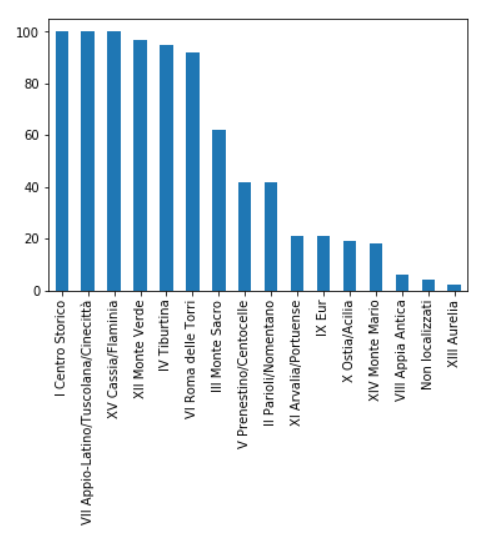 100
80
60
40
20
0
I Centro Storico
VII Appio-Latino/Tuscolana/Cinecittà
XV Cassia/Flaminia
XII Monte Verde
IV Tiburtina
VI Roma delle Torri
III Monte Sacro
V Prenestino/Centocelle
II Parioli/Nomentano
XI Arvalia/Portuense
IX Eur
X Ostia/Acilia
XIV Monte Mario
VIII Appia Antica
Non localizzati
XIII Aurelia